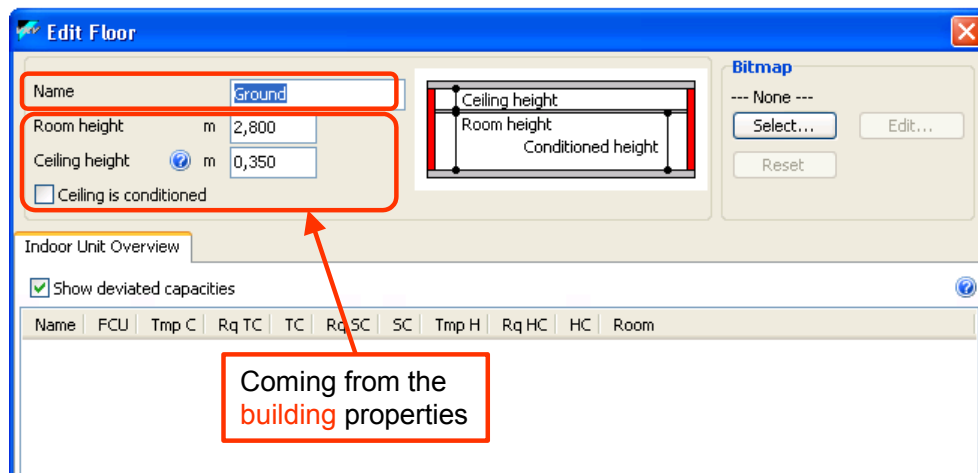 Edit Floor
Name Ground
Room height m 2,800
Ceiling height m 0,350
Ceiling is conditioned
Ceiling height
Room height
Conditioned height
Bitmap
--- None ---
Select... Edit...
Reset
Indoor Unit Overview
Show deviated capacities
Name FCU Tmp C Rq TC TC Rq SC SC Tmp H Rq HC HC Room
Coming from the
building properties